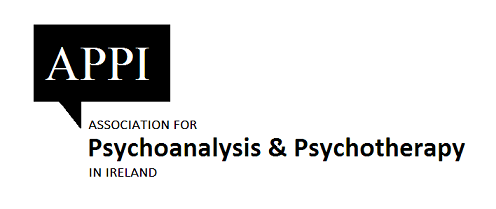 APPI
ASSOCIATION FOR
Psychoanalysis & Psychotherapy
IN IRELAND